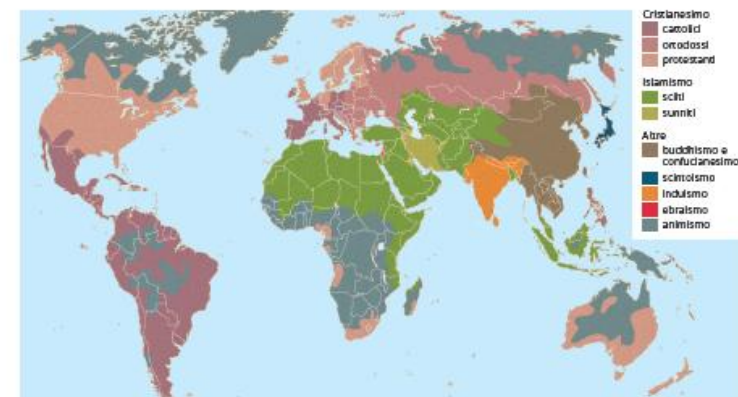 Cristianesimo
cattolici
ortodossi
protestanti
Islamismo
sciiti
sunniti
Altre
buddhismo e
confucianesimo
scintoismo
induismo
ebraismo
animismo